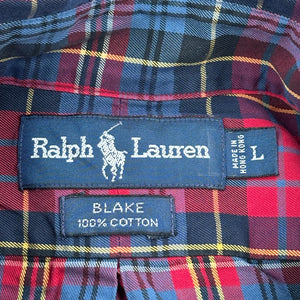 Ralph Lauren
MADE IN
HONG KONG
L
BLAKE
100% COTTON